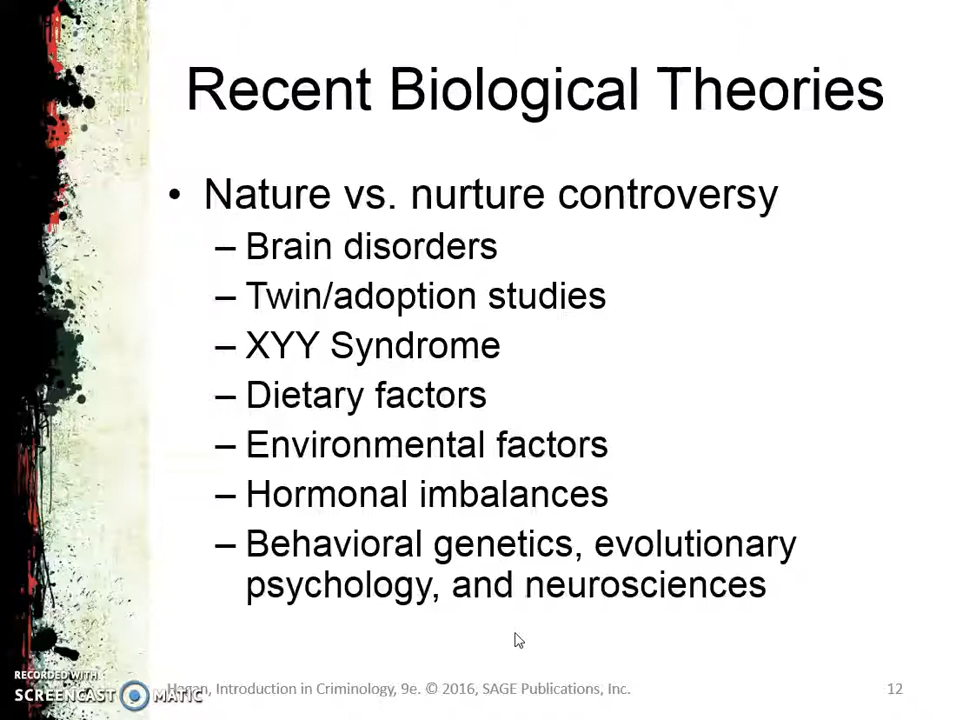 Recent Biological Theories
• Nature vs. nurture controversy
– Brain disorders
– Twin/adoption studies
– XYY Syndrome
– Dietary factors
– Environmental factors
– Hormonal imbalances
– Behavioral genetics, evolutionary
psychology, and neurosciences
RECORDED WITH
SCREENCAST MATIC
Hagan, Introduction in Criminology, 9e. © 2016, SAGE Publications, Inc.
12